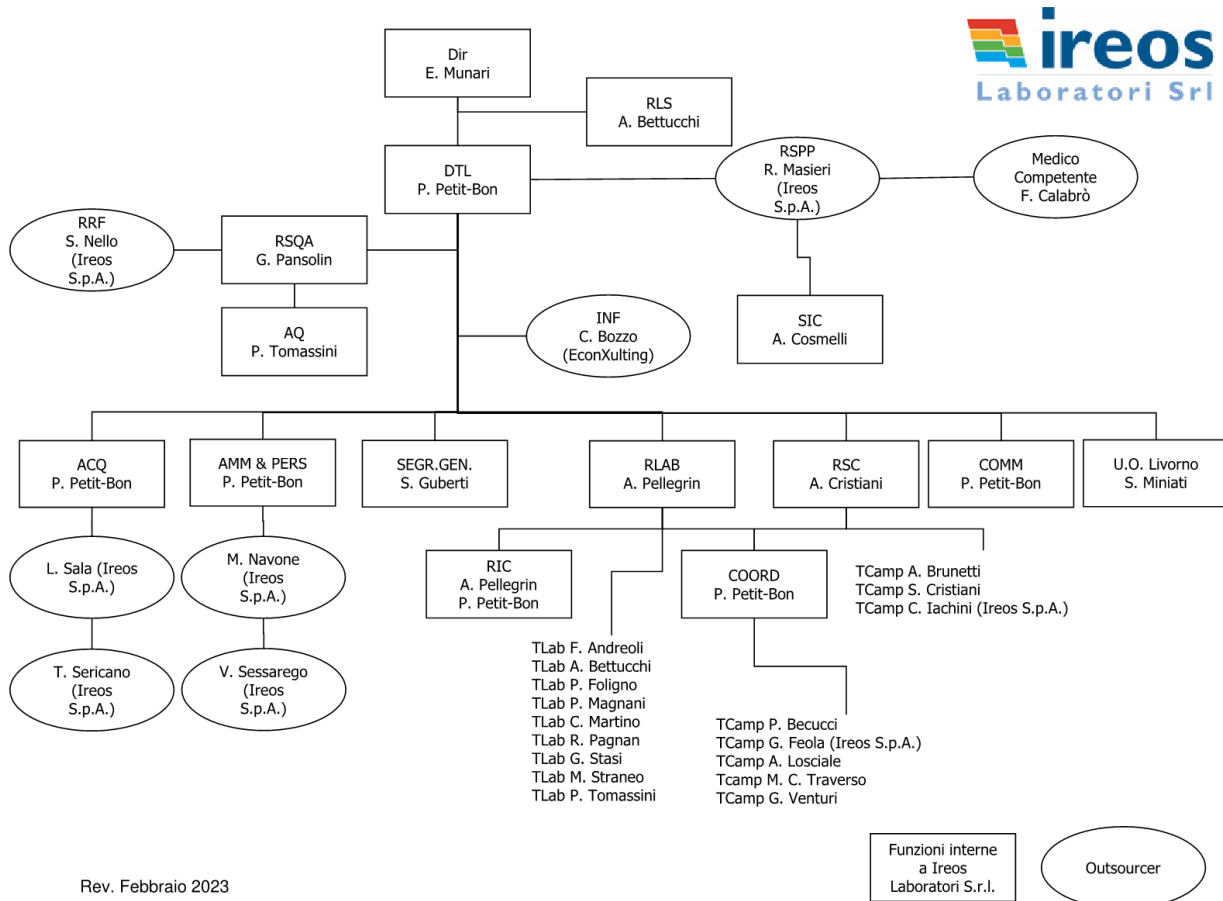 ireos
Laboratori Srl
Dir
E. Munari
RLS
A. Bettucchi
DTL
P. Petit-Bon
RSPP
R. Masieri
(Ireos
S.p.A.)
Medico
Competente
F. Calabrò
RRF
S. Nello
(Ireos
S.p.A.)
RSQA
G. Pansolin
AQ
P. Tomassini
INF
C. Bozzo
(EconXulting)
SIC
A. Cosmelli
ACQ
P. Petit-Bon
AMM & PERS
P. Petit-Bon
SEGR.GEN.
S. Guberti
RLAB
A. Pellegrin
RSC
A. Cristiani
COMM
P. Petit-Bon
U.O. Livorno
S. Miniati
L. Sala (Ireos
S.p.A.)
M. Navone
(Ireos
S.p.A.)
RIC
A. Pellegrin
P. Petit-Bon
COORD
P. Petit-Bon
TCamp A. Brunetti
TCamp S. Cristiani
TCamp C. Iachini (Ireos S.p.A.)
T. Sericano
(Ireos
S.p.A.)
V. Sessarego
(Ireos
S.p.A.)
TLab F. Andreoli
TLab A. Bettucchi
TLab P. Foligno
TLab P. Magnani
TLab C. Martino
TLab R. Pagnan
TLab G. Stasi
TLab M. Straneo
TLab P. Tomassini
TCamp P. Becucci
TCamp G. Feola (Ireos S.p.A.)
TCamp A. Losciale
Tcamp M. C. Traverso
TCamp G. Venturi
Funzioni interne
a Ireos
Laboratori S.r.l.
Outsourcer
Rev. Febbraio 2023